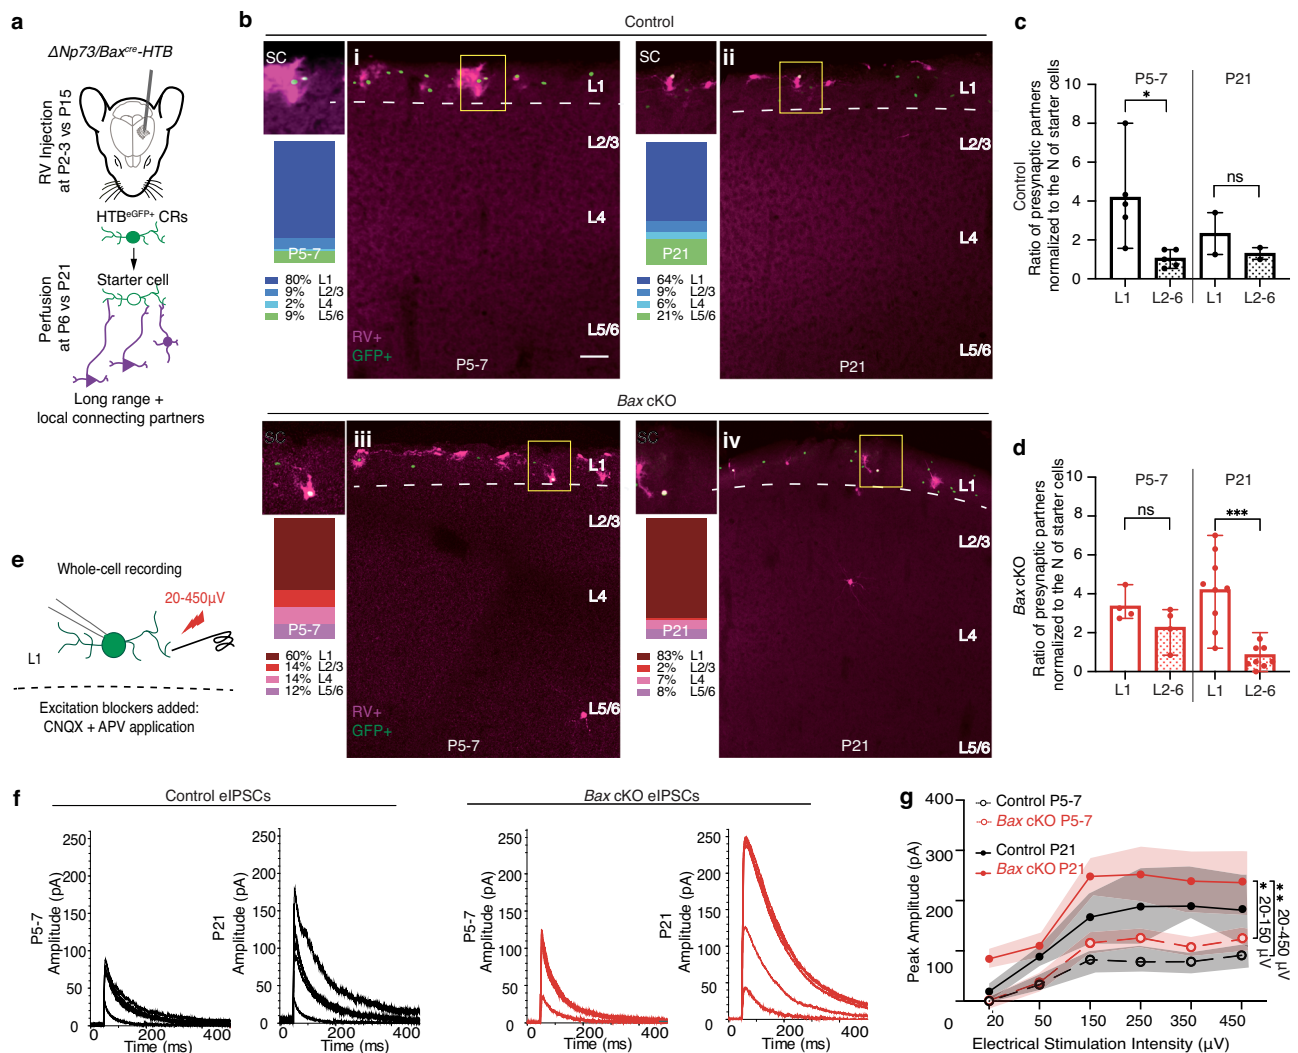 a
ΔNp73/Baxcre-HTB
RV Injection
at P2-3 vs P15
HTBeGFP+ CRs
Starter cell
Perfusion
at P6 vs P21
Long range +
local connecting partners
b
Control
SC
i
L1
L2/3
L4
L5/6
P5-7
80% L1
9% L2/3
2% L4
9% L5/6
RV+
GFP+
P5-7
SC
ii
L1
L2/3
L4
L5/6
P21
64% L1
9% L2/3
6% L4
21% L5/6
P21
Bax cKO
SC
iii
L1
L2/3
L4
L5/6
P5-7
60% L1
14% L2/3
14% L4
12% L5/6
RV+
GFP+
P5-7
SC
iv
L1
L2/3
L4
L5/6
P21
83% L1
2% L2/3
7% L4
8% L5/6
P21
c
P5-7 P21
Control
Ratio of presynaptic partners
normalized to the N of starter cells
10
8
6
4
2
0
*
ns
L1 L2-6 L1 L2-6
d
P5-7 P21
Bax cKO
Ratio of presynaptic partners
normalized to the N of starter cells
10
8
6
4
2
0
ns
***
L1 L2-6 L1 L2-6
e
Whole-cell recording
20-450μV
L1
Excitation blockers added:
CNQX + APV application
f
Control eIPSCs
P5-7
Amplitude (pA)
250
200
150
100
50
0
0 200 400
Time (ms)
P21
Amplitude (pA)
250
200
150
100
50
0
0 200 400
Time (ms)
Bax cKO eIPSCs
P5-7
Amplitude (pA)
250
200
150
100
50
0
0 200 400
Time (ms)
P21
Amplitude (pA)
250
200
150
100
50
0
0 200 400
Time (ms)
g
Control P5-7
Bax cKO P5-7
Control P21
Bax cKO P21
Peak Amplitude (pA)
400
300
200
100
0
20 50 150 250 350 450
Electrical Stimulation Intensity (μV)
* 20-150 μV
** 20-450 μV